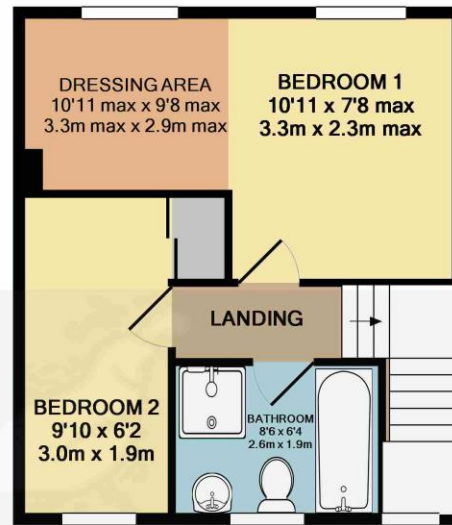 DRESSING AREA
10'11 max x 9'8 max
3.3m max x 2.9m max
BEDROOM 1
10'11 x 7'8 max
3.3m x 2.3m max
LANDING
BEDROOM 2
9'10 x 6'2
3.0m x 1.9m
BATHROOM
8'6 x 6'4
2.6m x 1.9m